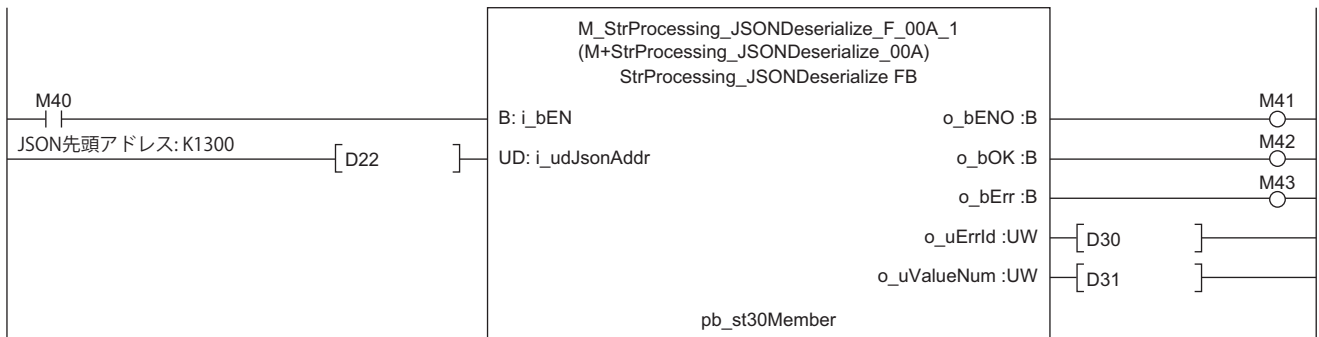 M_StrProcessing_JSONDeserialize_F_00A_1
(M+StrProcessing_JSONDeserialize_00A)
StrProcessing_JSONDeserialize FB
M40
B: i_bEN
o_bENO :B
M41
JSON先頭アドレス: K1300
D22
UD: i_udJsonAddr
o_bOK :B
M42
o_bErr :B
M43
o_uErrId :UW
D30
o_uValueNum :UW
D31
pb_st30Member